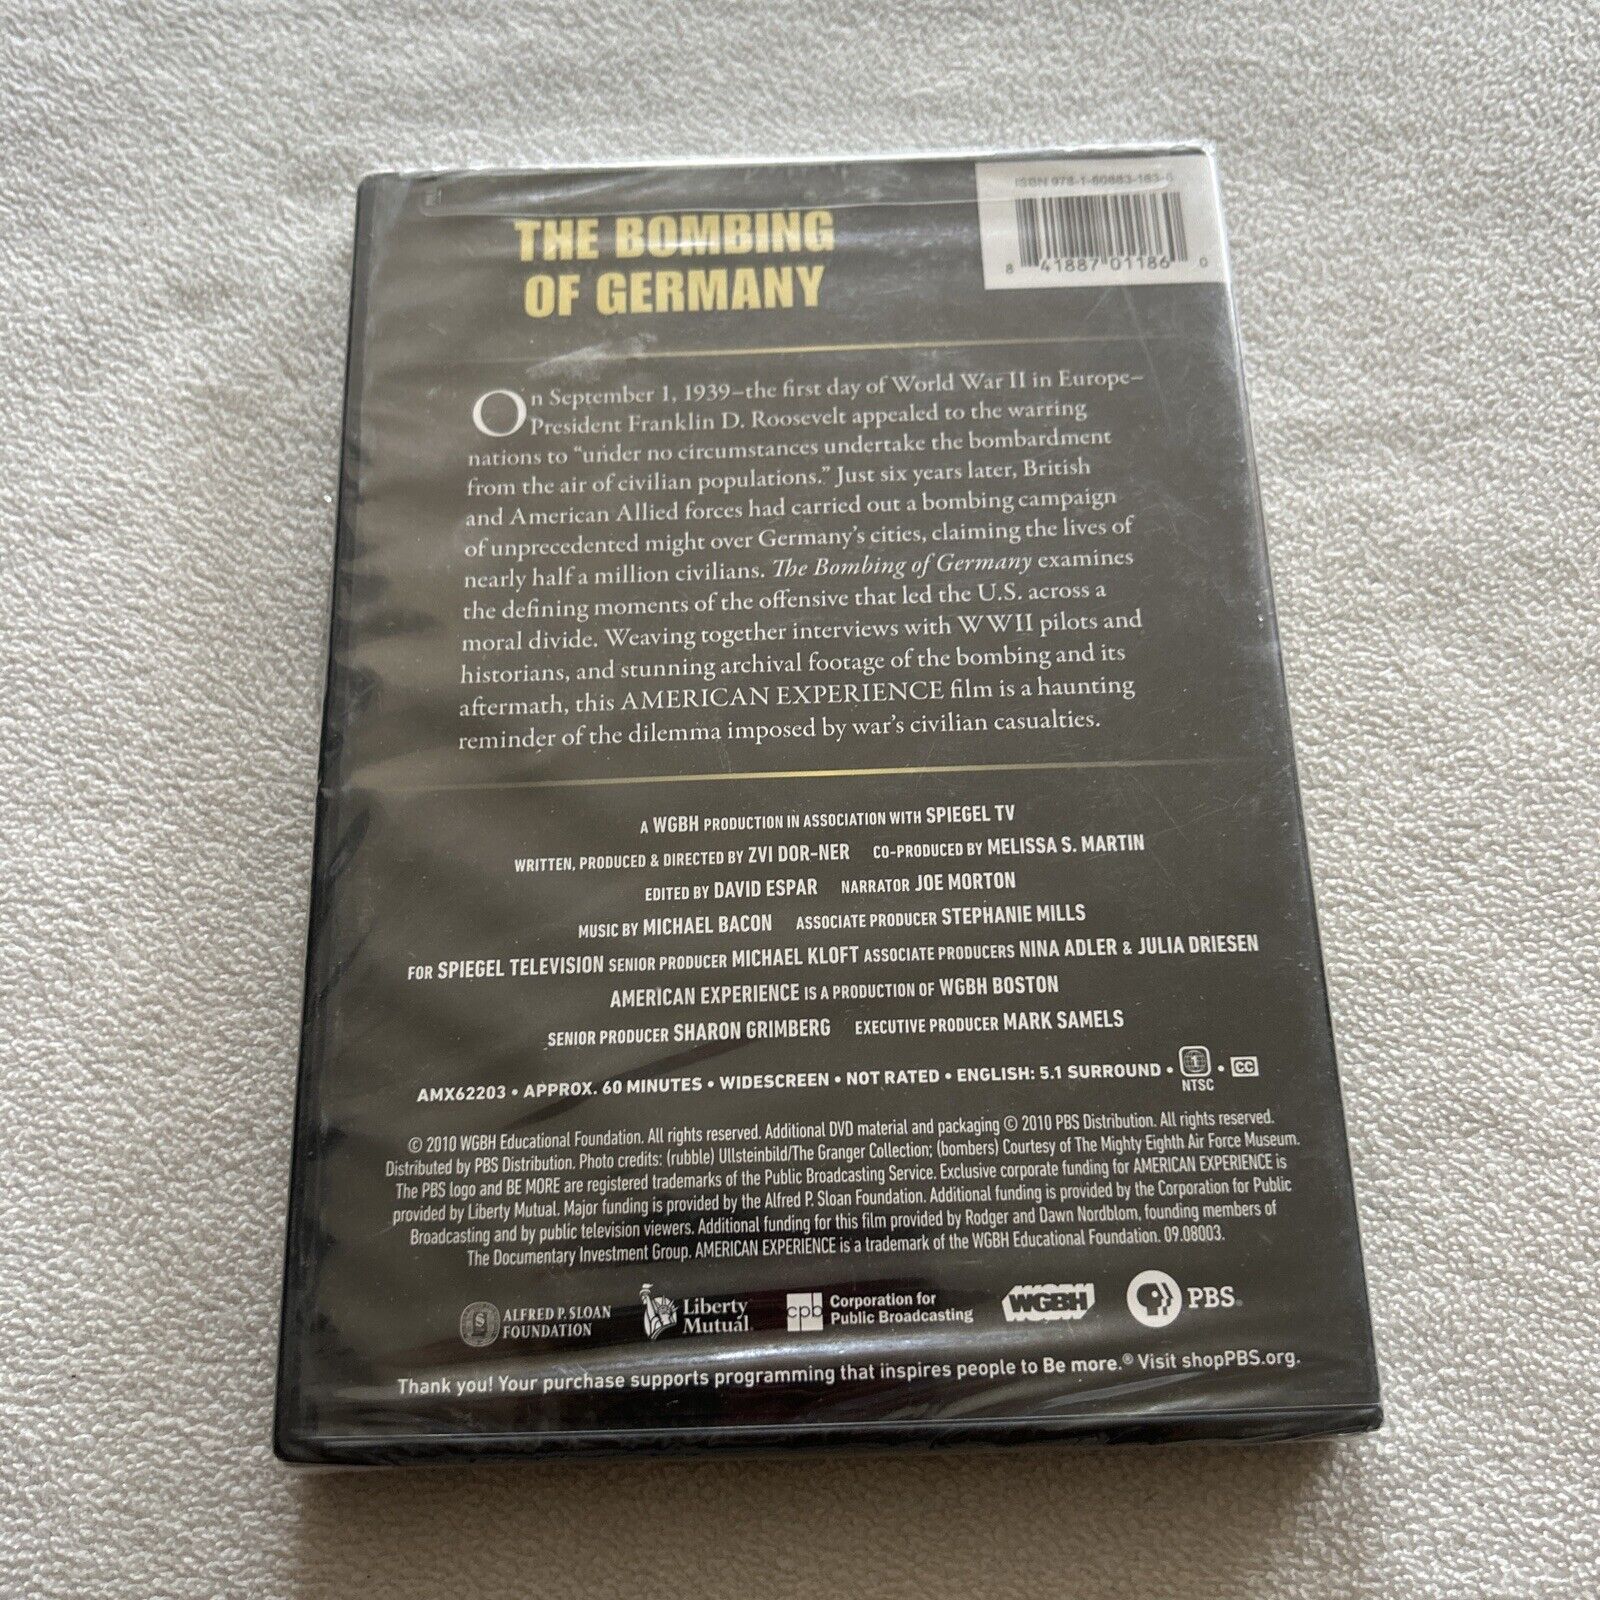 ISBN 978-1-60883-183-8
8 41887 01186 0
THE BOMBING
OF GERMANY
On September 1, 1939–the first day of World War II in Europe–
President Franklin D. Roosevelt appealed to the warring
nations to “under no circumstances undertake the bombardment
from the air of civilian populations.” Just six years later, British
and American Allied forces had carried out a bombing campaign
of unprecedented might over Germany’s cities, claiming the lives of
nearly half a million civilians. The Bombing of Germany examines
the defining moments of the offensive that led the U.S. across a
moral divide. Weaving together interviews with WWII pilots and
historians, and stunning archival footage of the bombing and its
aftermath, this AMERICAN EXPERIENCE film is a haunting
reminder of the dilemma imposed by war’s civilian casualties.
A WGBH PRODUCTION IN ASSOCIATION WITH SPIEGEL TV
WRITTEN, PRODUCED & DIRECTED BY ZVI DOR-NER CO-PRODUCED BY MELISSA S. MARTIN
EDITED BY DAVID ESPAR NARRATOR JOE MORTON
MUSIC BY MICHAEL BACON ASSOCIATE PRODUCER STEPHANIE MILLS
FOR SPIEGEL TELEVISION SENIOR PRODUCER MICHAEL KLOFT ASSOCIATE PRODUCERS NINA ADLER & JULIA DRIESEN
AMERICAN EXPERIENCE IS A PRODUCTION OF WGBH BOSTON
SENIOR PRODUCER SHARON GRIMBERG EXECUTIVE PRODUCER MARK SAMELS
AMX62203 • APPROX. 60 MINUTES • WIDESCREEN • NOT RATED • ENGLISH: 5.1 SURROUND • 1 NTSC • CC
© 2010 WGBH Educational Foundation. All rights reserved. Additional DVD material and packaging © 2010 PBS Distribution. All rights reserved.
Distributed by PBS Distribution. Photo credits: (rubble) Ullsteinbild/The Granger Collection; (bombers) Courtesy of The Mighty Eighth Air Force Museum.
The PBS logo and BE MORE are registered trademarks of the Public Broadcasting Service. Exclusive corporate funding for AMERICAN EXPERIENCE is
provided by Liberty Mutual. Major funding is provided by the Alfred P. Sloan Foundation. Additional funding is provided by the Corporation for Public
Broadcasting and by public television viewers. Additional funding for this film provided by Rodger and Dawn Nordblom, founding members of
The Documentary Investment Group. AMERICAN EXPERIENCE is a trademark of the WGBH Educational Foundation. 09.08003.
ALFRED P. SLOAN
FOUNDATION
Liberty
Mutual.
cpb
Corporation for
Public Broadcasting
WGBH
PBS®
Thank you! Your purchase supports programming that inspires people to Be more.® Visit shopPBS.org.